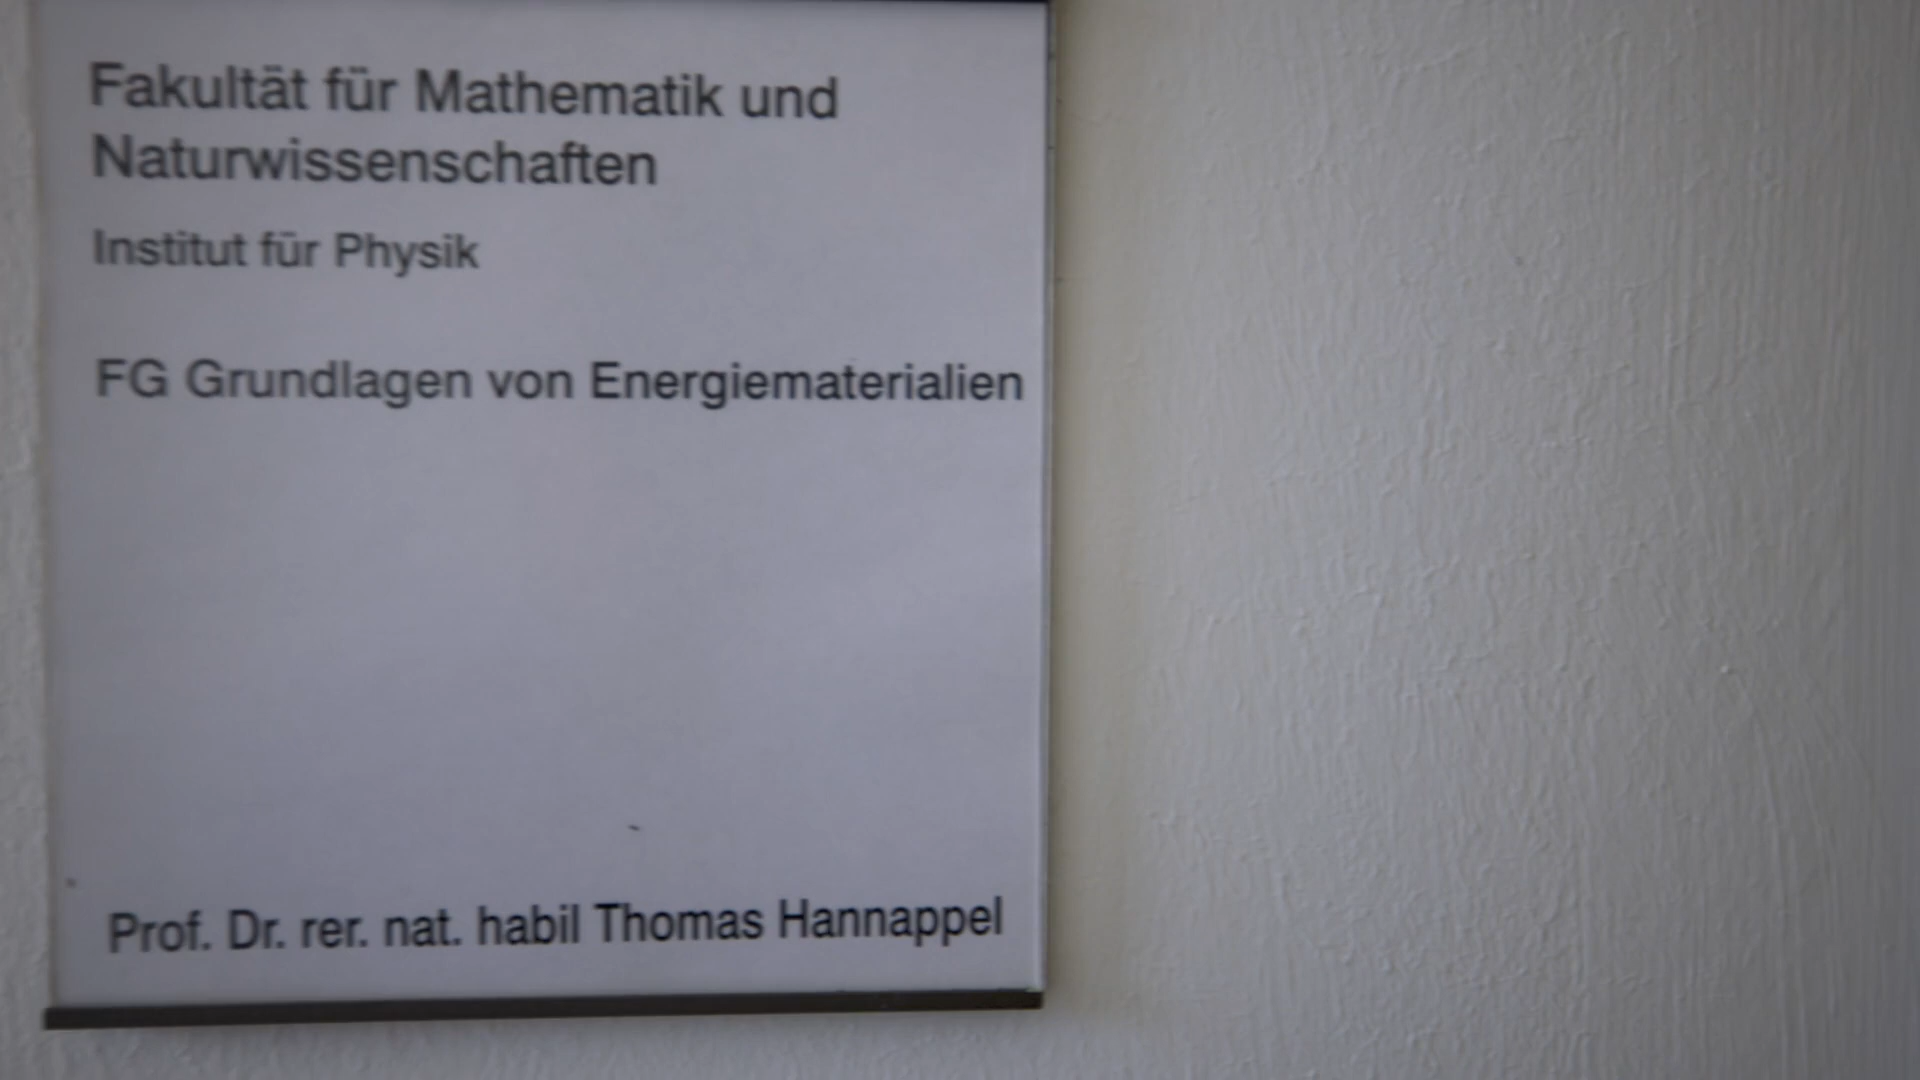 Fakultät für Mathematik und
Naturwissenschaften
Institut für Physik
FG Grundlagen von Energiematerialien
Prof. Dr. rer. nat. habil Thomas Hannappel